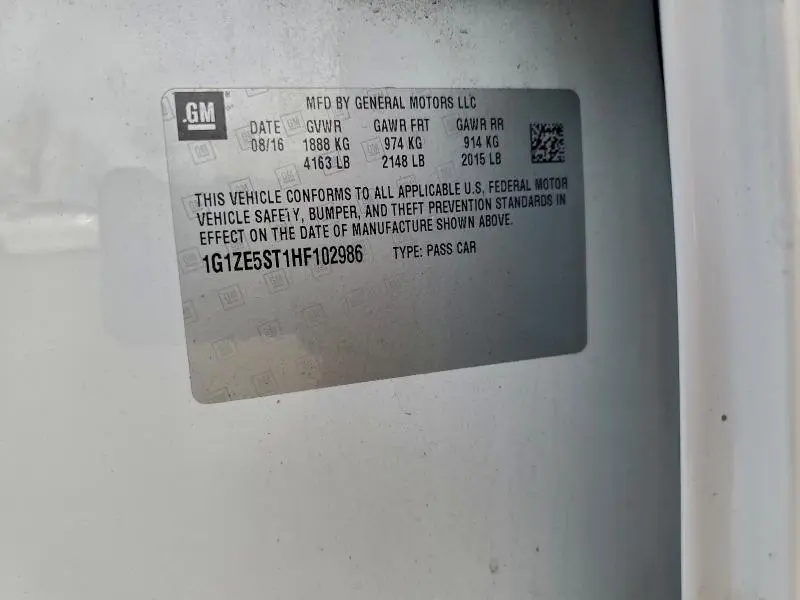 GM
MFD BY GENERAL MOTORS LLC
DATE GVWR GAWR FRT GAWR RR
08/16 1888 KG 974 KG 914 KG
4163 LB 2148 LB 2015 LB
THIS VEHICLE CONFORMS TO ALL APPLICABLE U.S. FEDERAL MOTOR
VEHICLE SAFETY, BUMPER, AND THEFT PREVENTION STANDARDS IN
EFFECT ON THE DATE OF MANUFACTURE SHOWN ABOVE.
1G1ZE5ST1HF102986 TYPE: PASS CAR